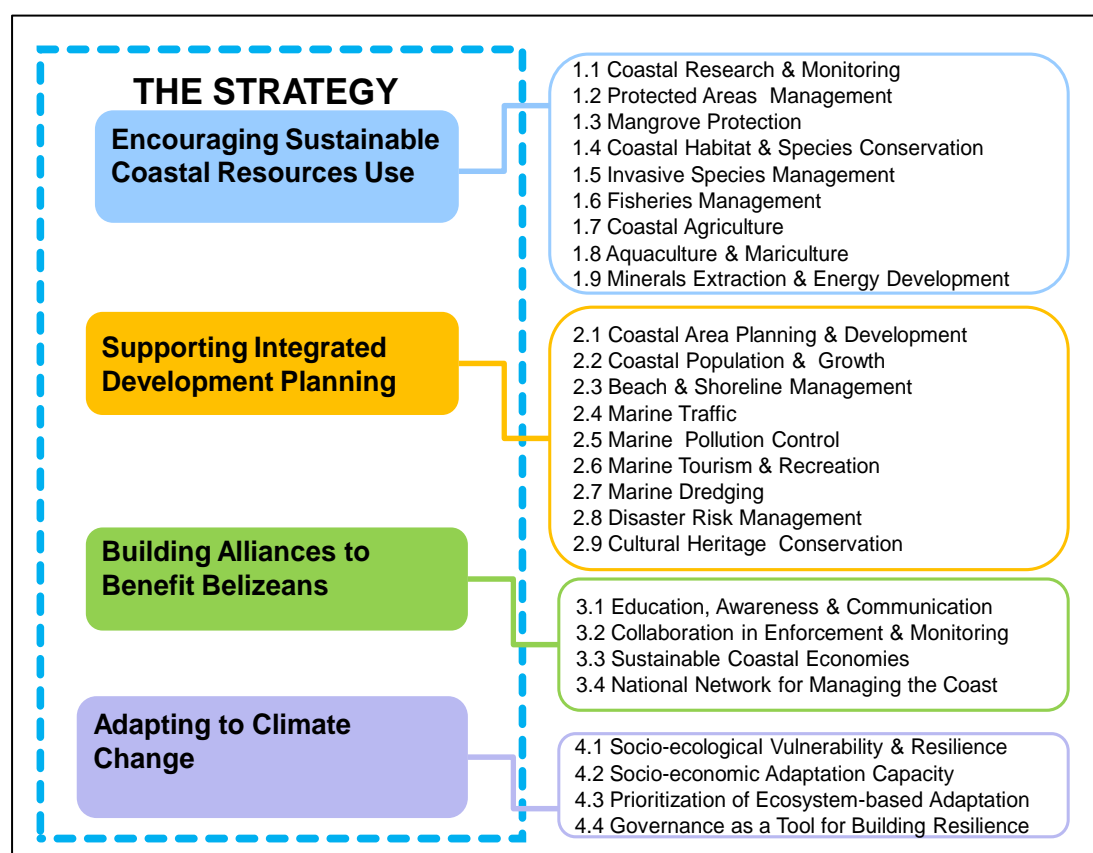 THE STRATEGY
Encouraging Sustainable
Coastal Resources Use
1.1 Coastal Research & Monitoring
1.2 Protected Areas Management
1.3 Mangrove Protection
1.4 Coastal Habitat & Species Conservation
1.5 Invasive Species Management
1.6 Fisheries Management
1.7 Coastal Agriculture
1.8 Aquaculture & Mariculture
1.9 Minerals Extraction & Energy Development
Supporting Integrated
Development Planning
2.1 Coastal Area Planning & Development
2.2 Coastal Population & Growth
2.3 Beach & Shoreline Management
2.4 Marine Traffic
2.5 Marine Pollution Control
2.6 Marine Tourism & Recreation
2.7 Marine Dredging
2.8 Disaster Risk Management
2.9 Cultural Heritage Conservation
Building Alliances to
Benefit Belizeans
3.1 Education, Awareness & Communication
3.2 Collaboration in Enforcement & Monitoring
3.3 Sustainable Coastal Economies
3.4 National Network for Managing the Coast
Adapting to Climate
Change
4.1 Socio-ecological Vulnerability & Resilience
4.2 Socio-economic Adaptation Capacity
4.3 Prioritization of Ecosystem-based Adaptation
4.4 Governance as a Tool for Building Resilience